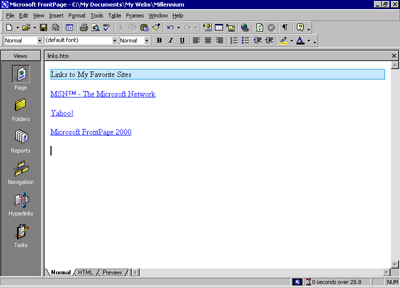 Microsoft FrontPage - C:\My Documents\My Webs\Millennium
File Edit View Insert Format Tools Table Frames Window Help
Normal (default font) Normal
Views
links.htm
Page
Folders
Reports
Navigation
Hyperlinks
Tasks
Links to My Favorite Sites
MSN™ - The Microsoft Network
Yahoo!
Microsoft FrontPage 2000
Normal HTML Preview
0 seconds over 28.8 NUM